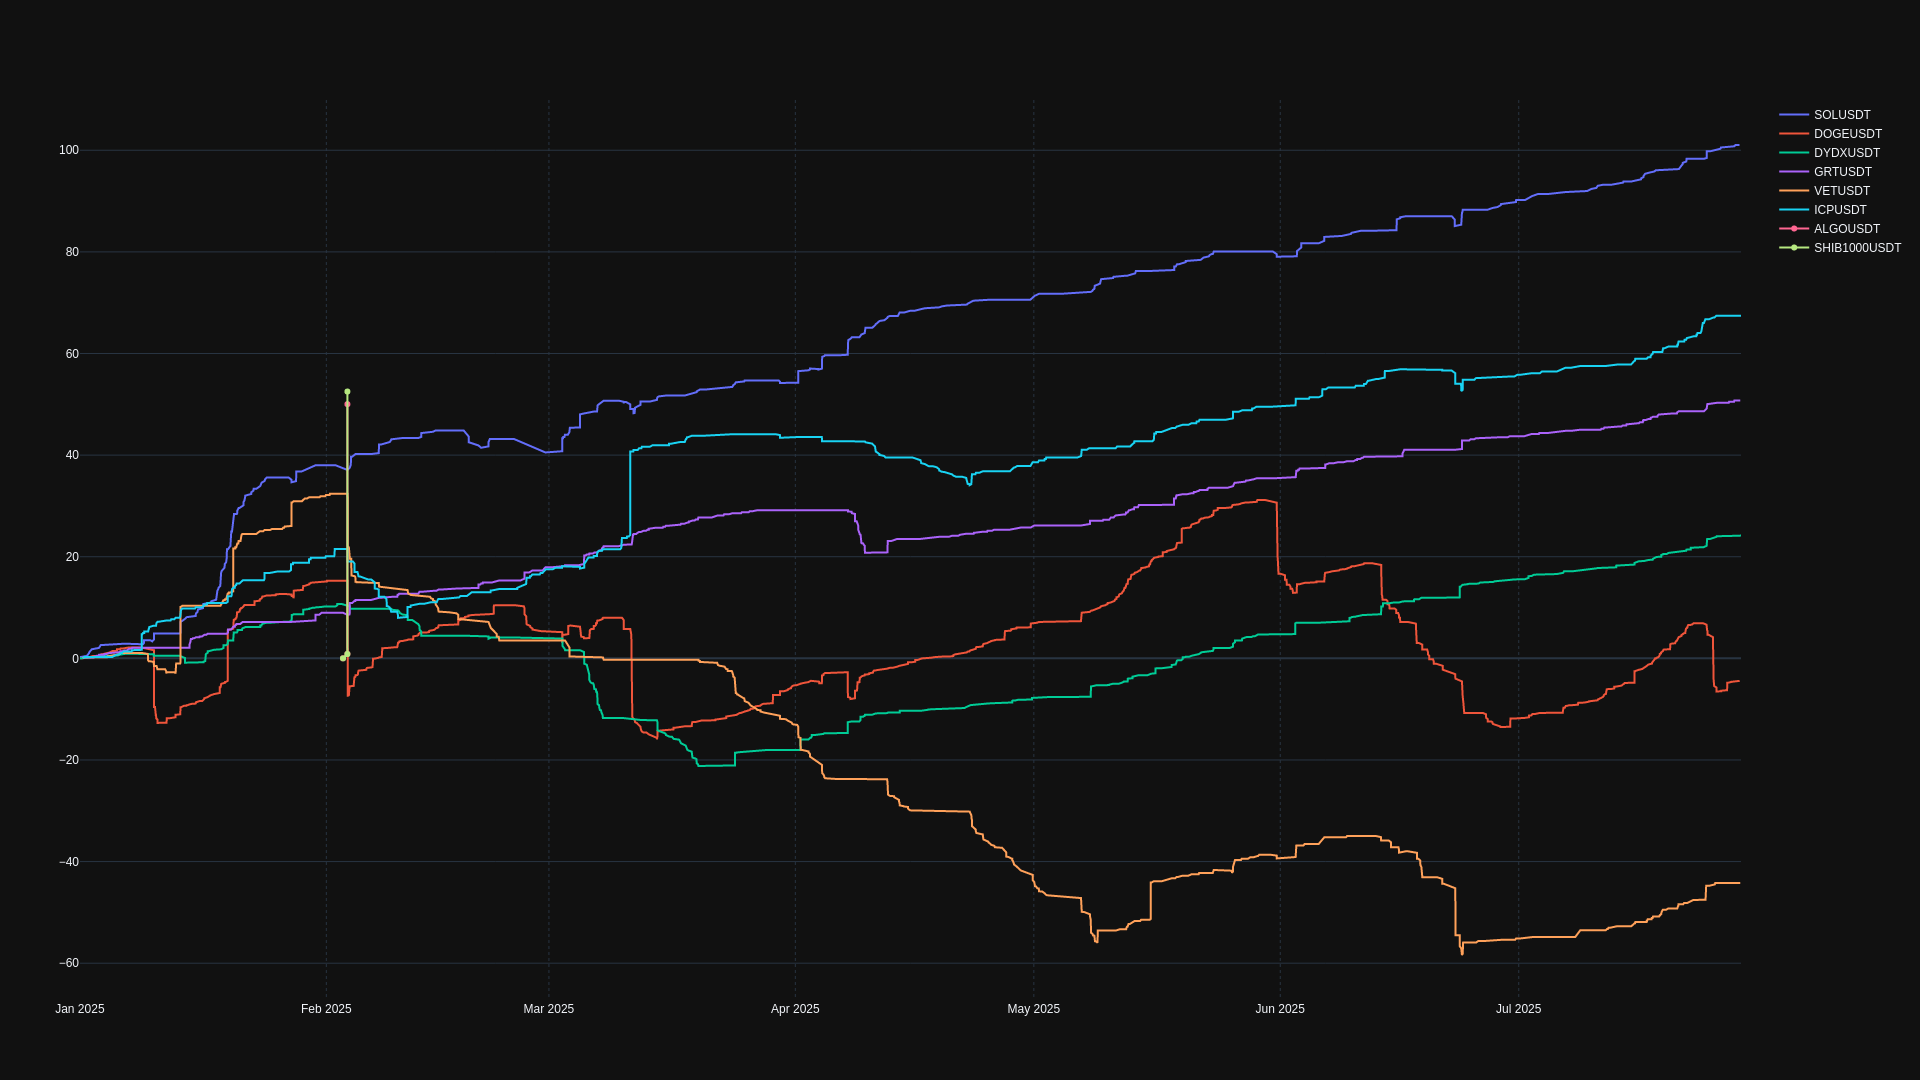 SOLUSDT
DOGEUSDT
DYDXUSDT
GRTUSDT
VETUSDT
ICPUSDT
ALGOUSDT
SHIB1000USDT
100
80
60
40
20
0
−20
−40
−60
Jan 2025 Feb 2025 Mar 2025 Apr 2025 May 2025 Jun 2025 Jul 2025